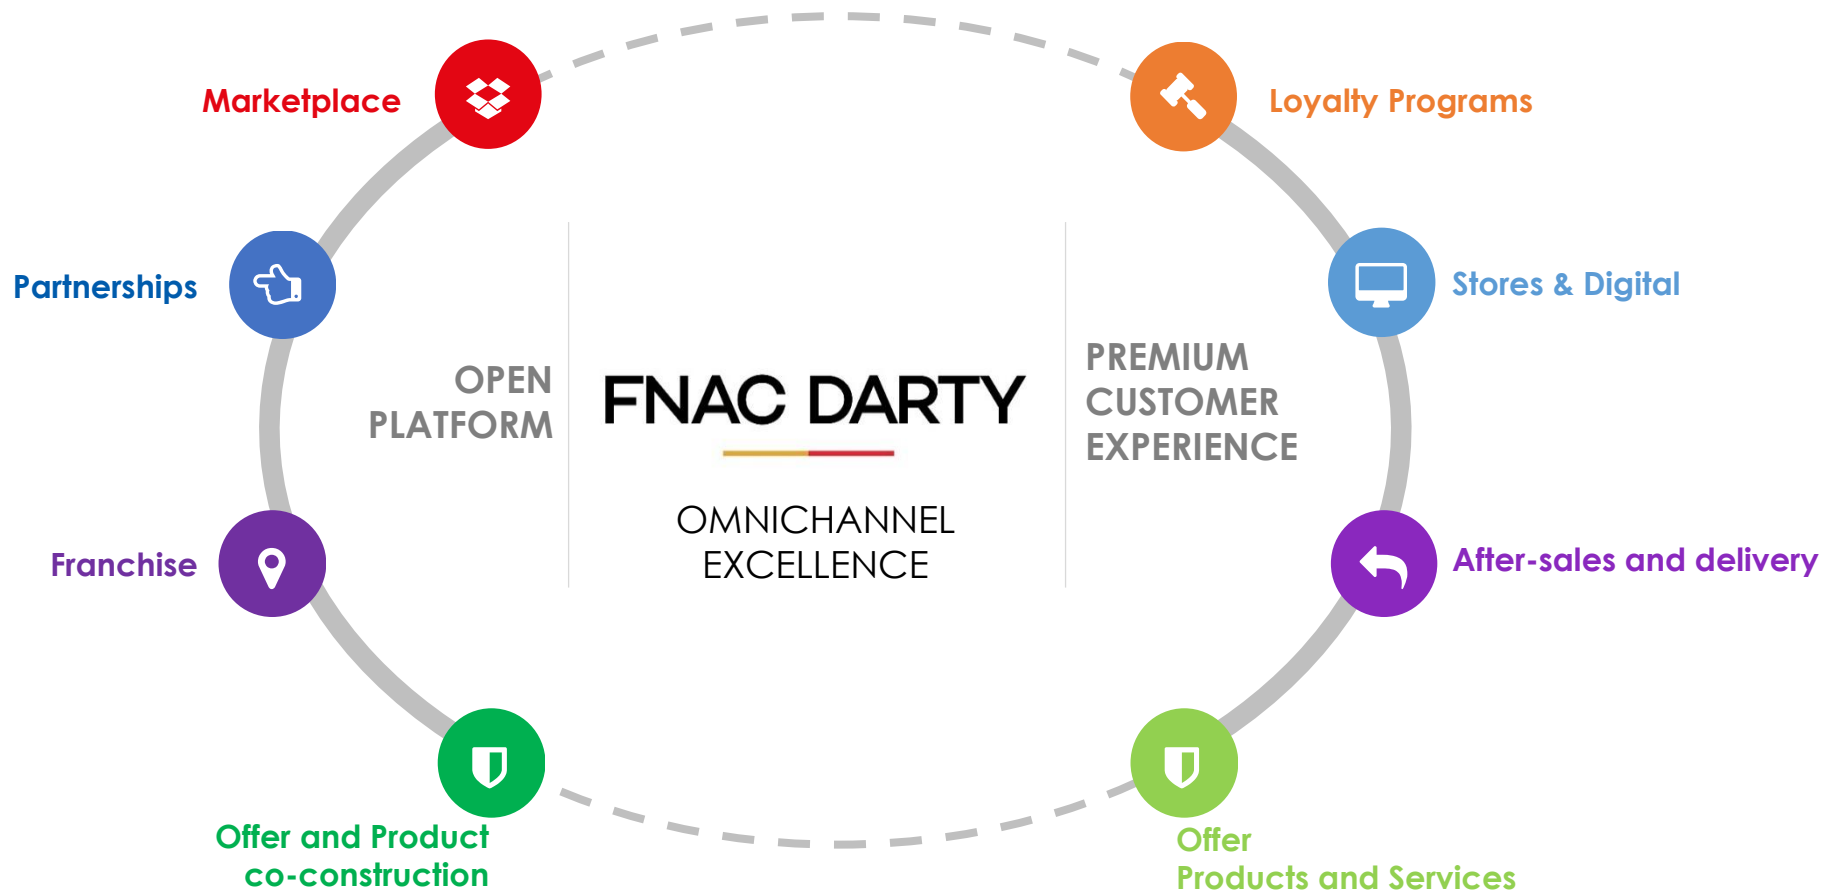 Marketplace
Loyalty Programs
Partnerships
Stores & Digital
OPEN
PLATFORM
FNAC DARTY
OMNICHANNEL
EXCELLENCE
PREMIUM
CUSTOMER
EXPERIENCE
Franchise
After-sales and delivery
Offer and Product
co-construction
Offer
Products and Services